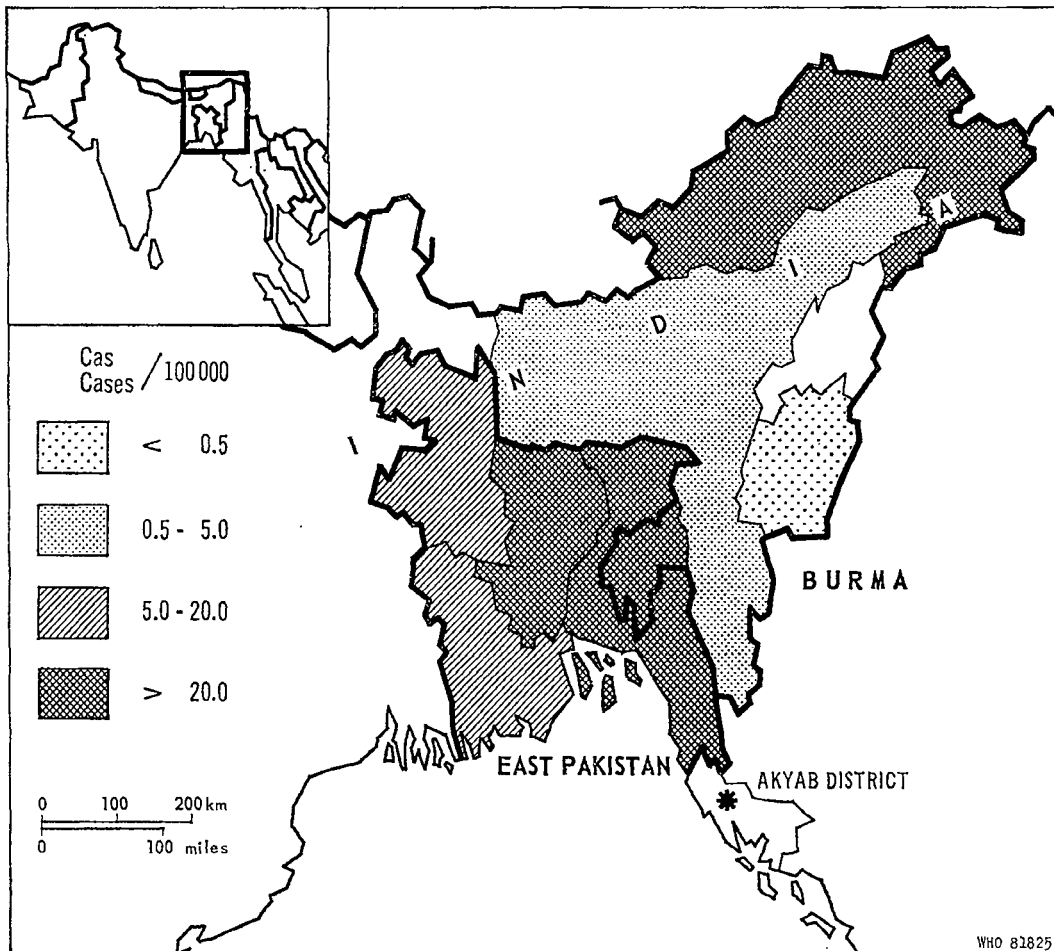 Cas
Cases / 100 000
< 0.5
0.5 - 5.0
5.0 - 20.0
> 20.0
0 100 200 km
0 100 miles
I N D I A
BURMA
EAST PAKISTAN
AKYAB DISTRICT
*
WHO 81825